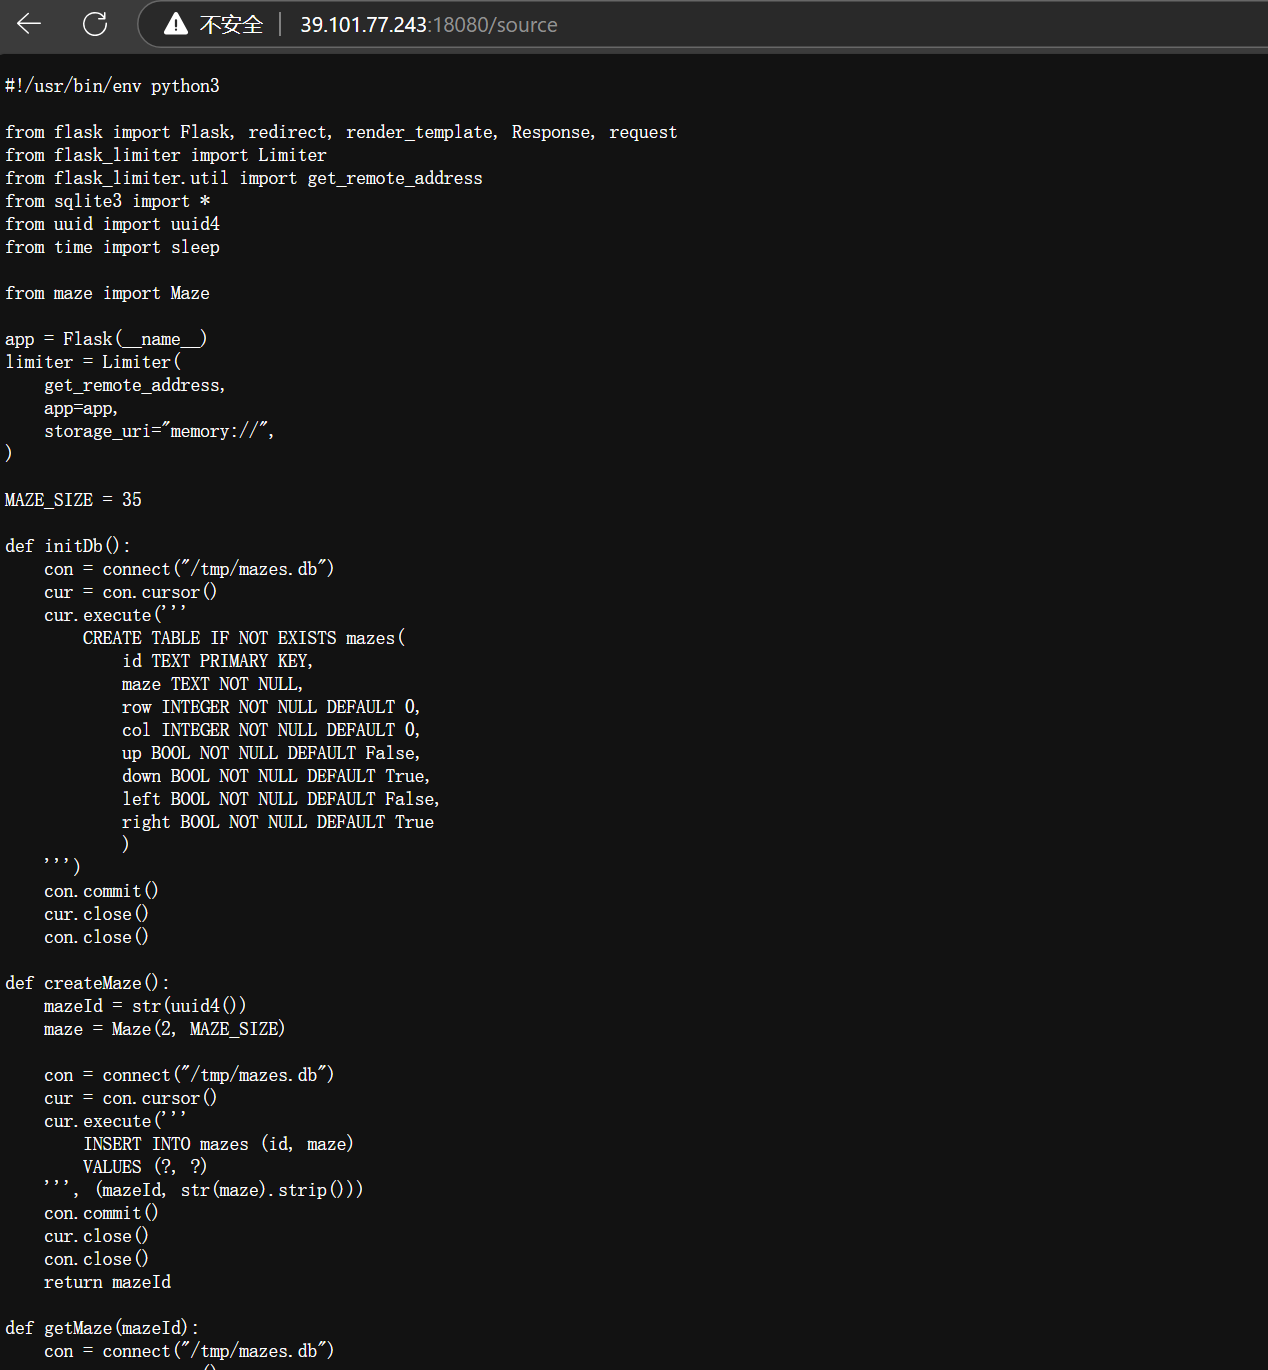 不安全 39.101.77.243:18080/source
#!/usr/bin/env python3

from flask import Flask, redirect, render_template, Response, request
from flask_limiter import Limiter
from flask_limiter.util import get_remote_address
from sqlite3 import *
from uuid import uuid4
from time import sleep

from maze import Maze

app = Flask(__name__)
limiter = Limiter(
    get_remote_address,
    app=app,
    storage_uri="memory://",
)

MAZE_SIZE = 35

def initDb():
    con = connect("/tmp/mazes.db")
    cur = con.cursor()
    cur.execute('''
        CREATE TABLE IF NOT EXISTS mazes(
            id TEXT PRIMARY KEY,
            maze TEXT NOT NULL,
            row INTEGER NOT NULL DEFAULT 0,
            col INTEGER NOT NULL DEFAULT 0,
            up BOOL NOT NULL DEFAULT False,
            down BOOL NOT NULL DEFAULT True,
            left BOOL NOT NULL DEFAULT False,
            right BOOL NOT NULL DEFAULT True
            )
    ''')
    con.commit()
    cur.close()
    con.close()

def createMaze():
    mazeId = str(uuid4())
    maze = Maze(2, MAZE_SIZE)

    con = connect("/tmp/mazes.db")
    cur = con.cursor()
    cur.execute('''
        INSERT INTO mazes (id, maze)
        VALUES (?, ?)
    ''', (mazeId, str(maze).strip()))
    con.commit()
    cur.close()
    con.close()
    return mazeId

def getMaze(mazeId):
    con = connect("/tmp/mazes.db")